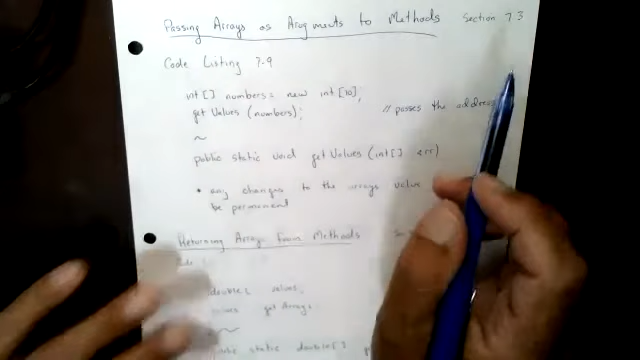 Passing Arrays as Arugments to Methods Section 7.3
Code Listing 7-9
int[] numbers = new int [10];
getValues (numbers); // passes the address
~
public static void getValues (int[] arr)
• any changes to the arrays value
be permanent
Returning Arrays from Methods
double[] values;
values getArray
~
static double[]